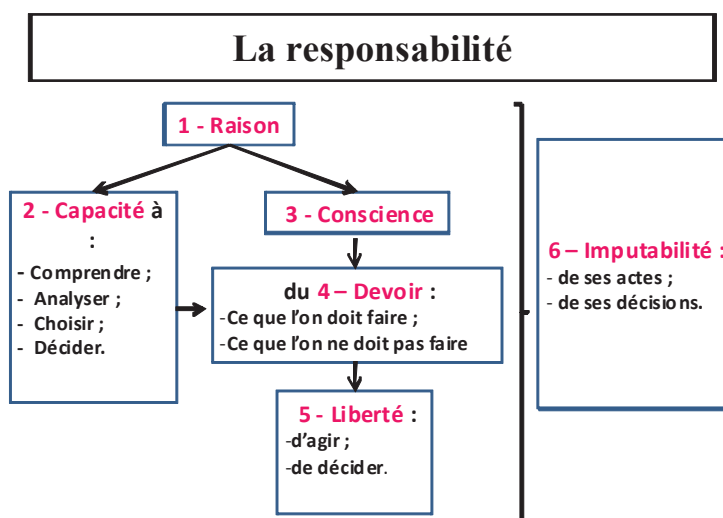 La responsabilité
1 - Raison
2 - Capacité à
:
- Comprendre ;
- Analyser ;
- Choisir ;
- Décider.
3 - Conscience
du 4 – Devoir :
-Ce que l’on doit faire ;
-Ce que l’on ne doit pas faire
5 - Liberté :
-d’agir ;
-de décider.
6 – Imputabilité :
- de ses actes ;
- de ses décisions.